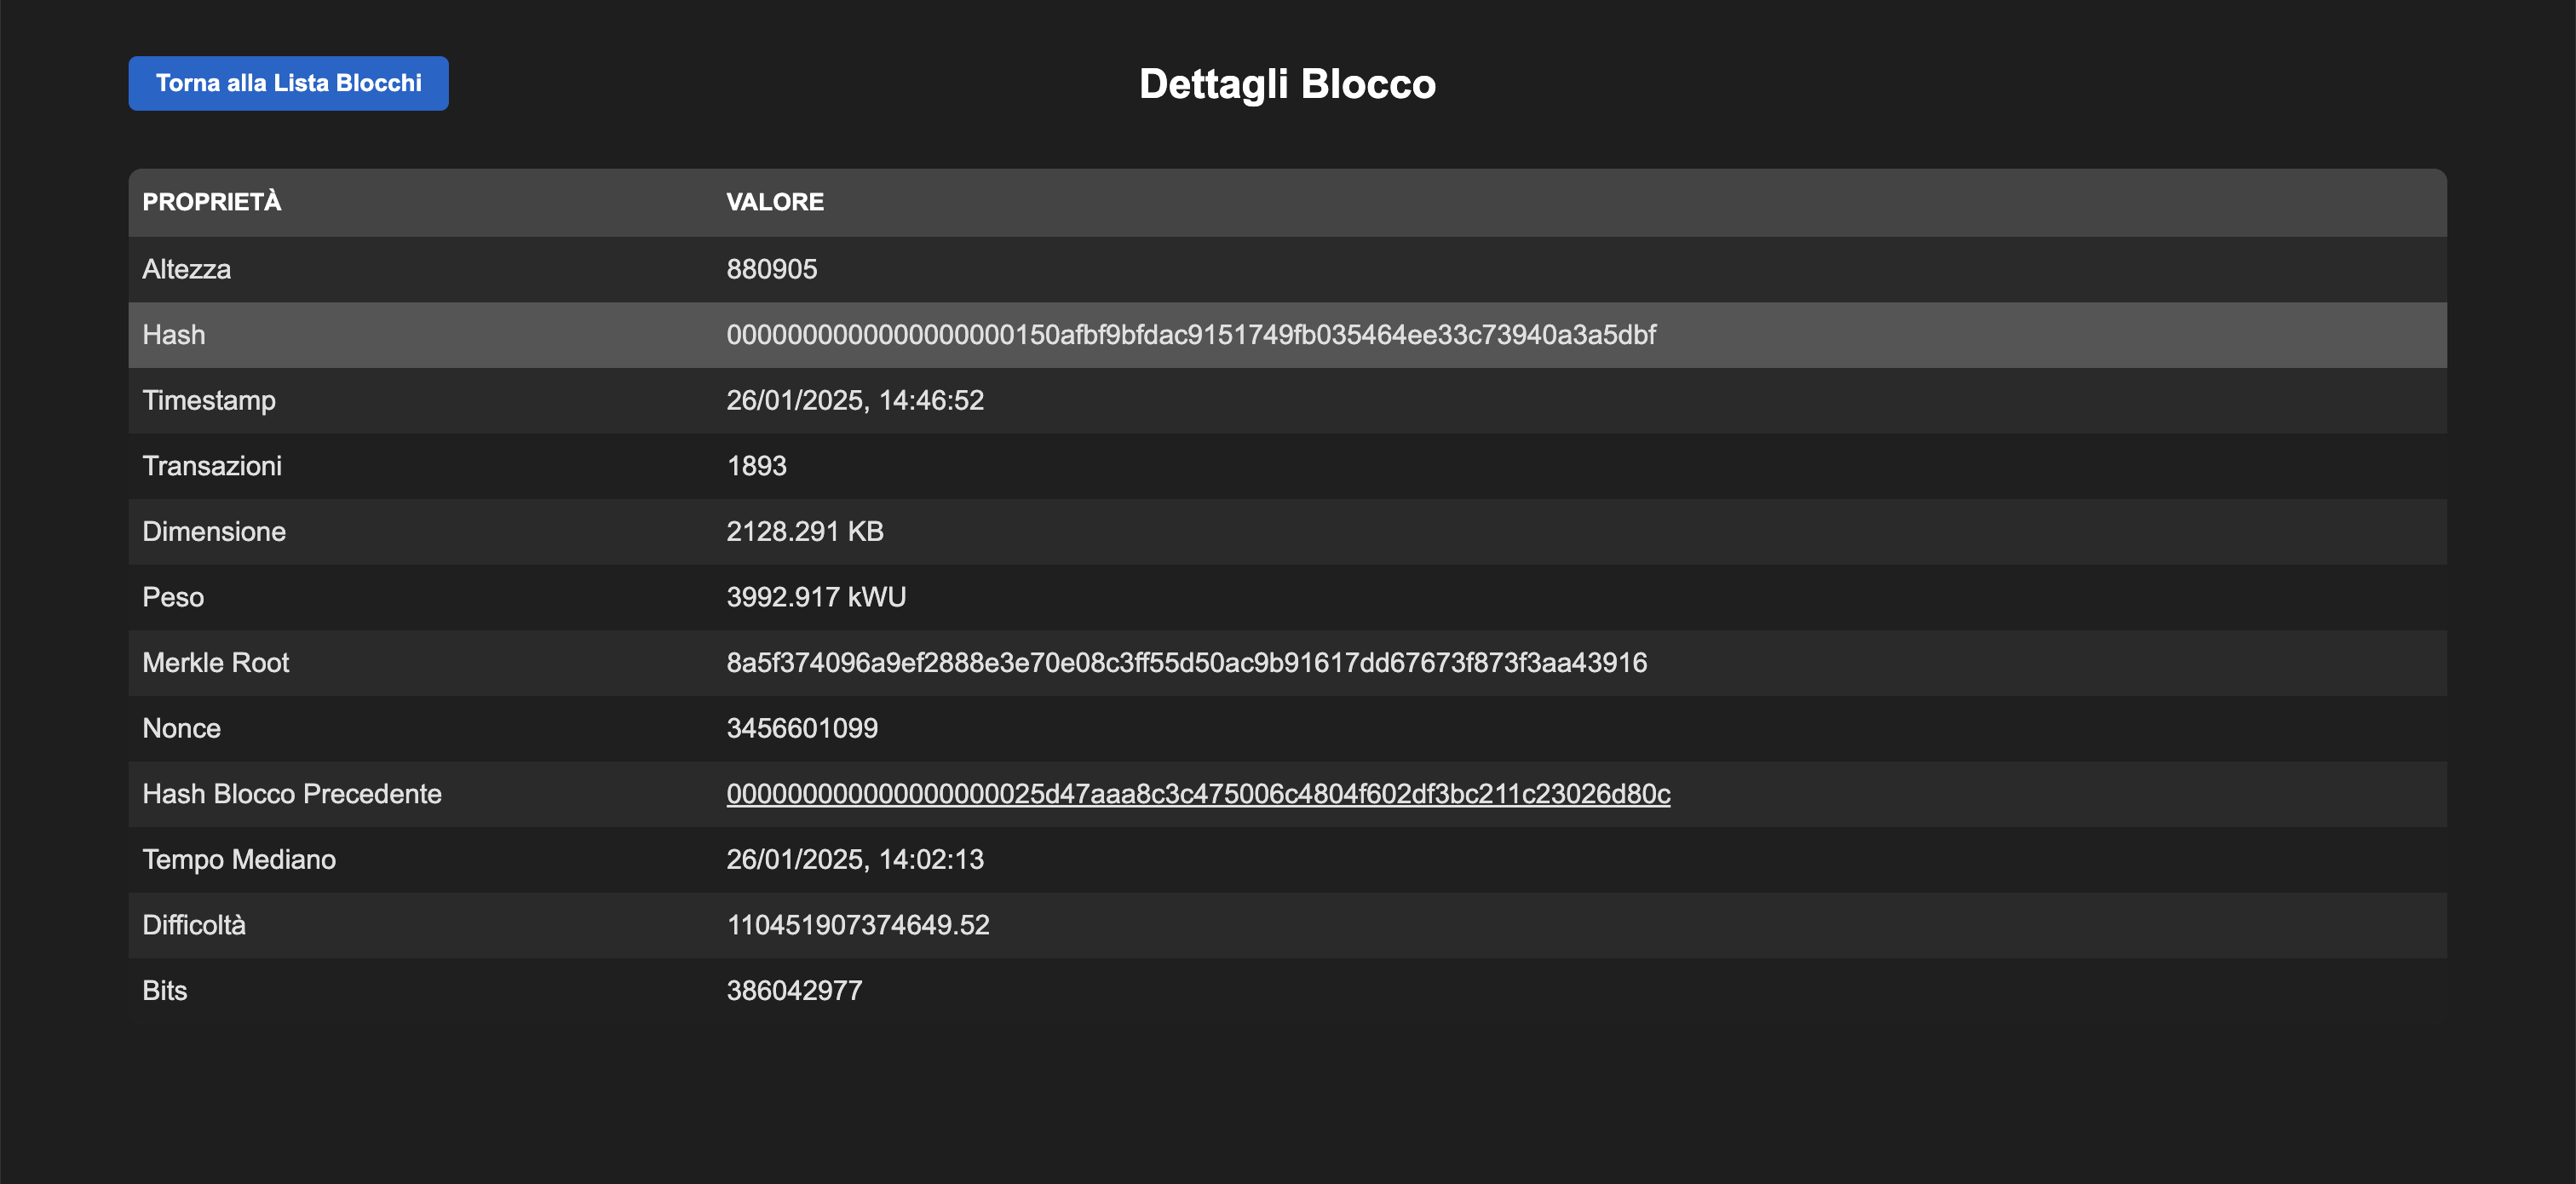 Torna alla Lista Blocchi
Dettagli Blocco
PROPRIETÀ VALORE
Altezza 880905
Hash 0000000000000000000150afbf9bfdac9151749fb035464ee33c73940a3a5dbf
Timestamp 26/01/2025, 14:46:52
Transazioni 1893
Dimensione 2128.291 KB
Peso 3992.917 kWU
Merkle Root 8a5f374096a9ef2888e3e70e08c3ff55d50ac9b91617dd67673f873f3aa43916
Nonce 3456601099
Hash Blocco Precedente 0000000000000000000025d47aaa8c3c475006c4804f602df3bc211c23026d80c
Tempo Mediano 26/01/2025, 14:02:13
Difficoltà 110451907374649.52
Bits 386042977